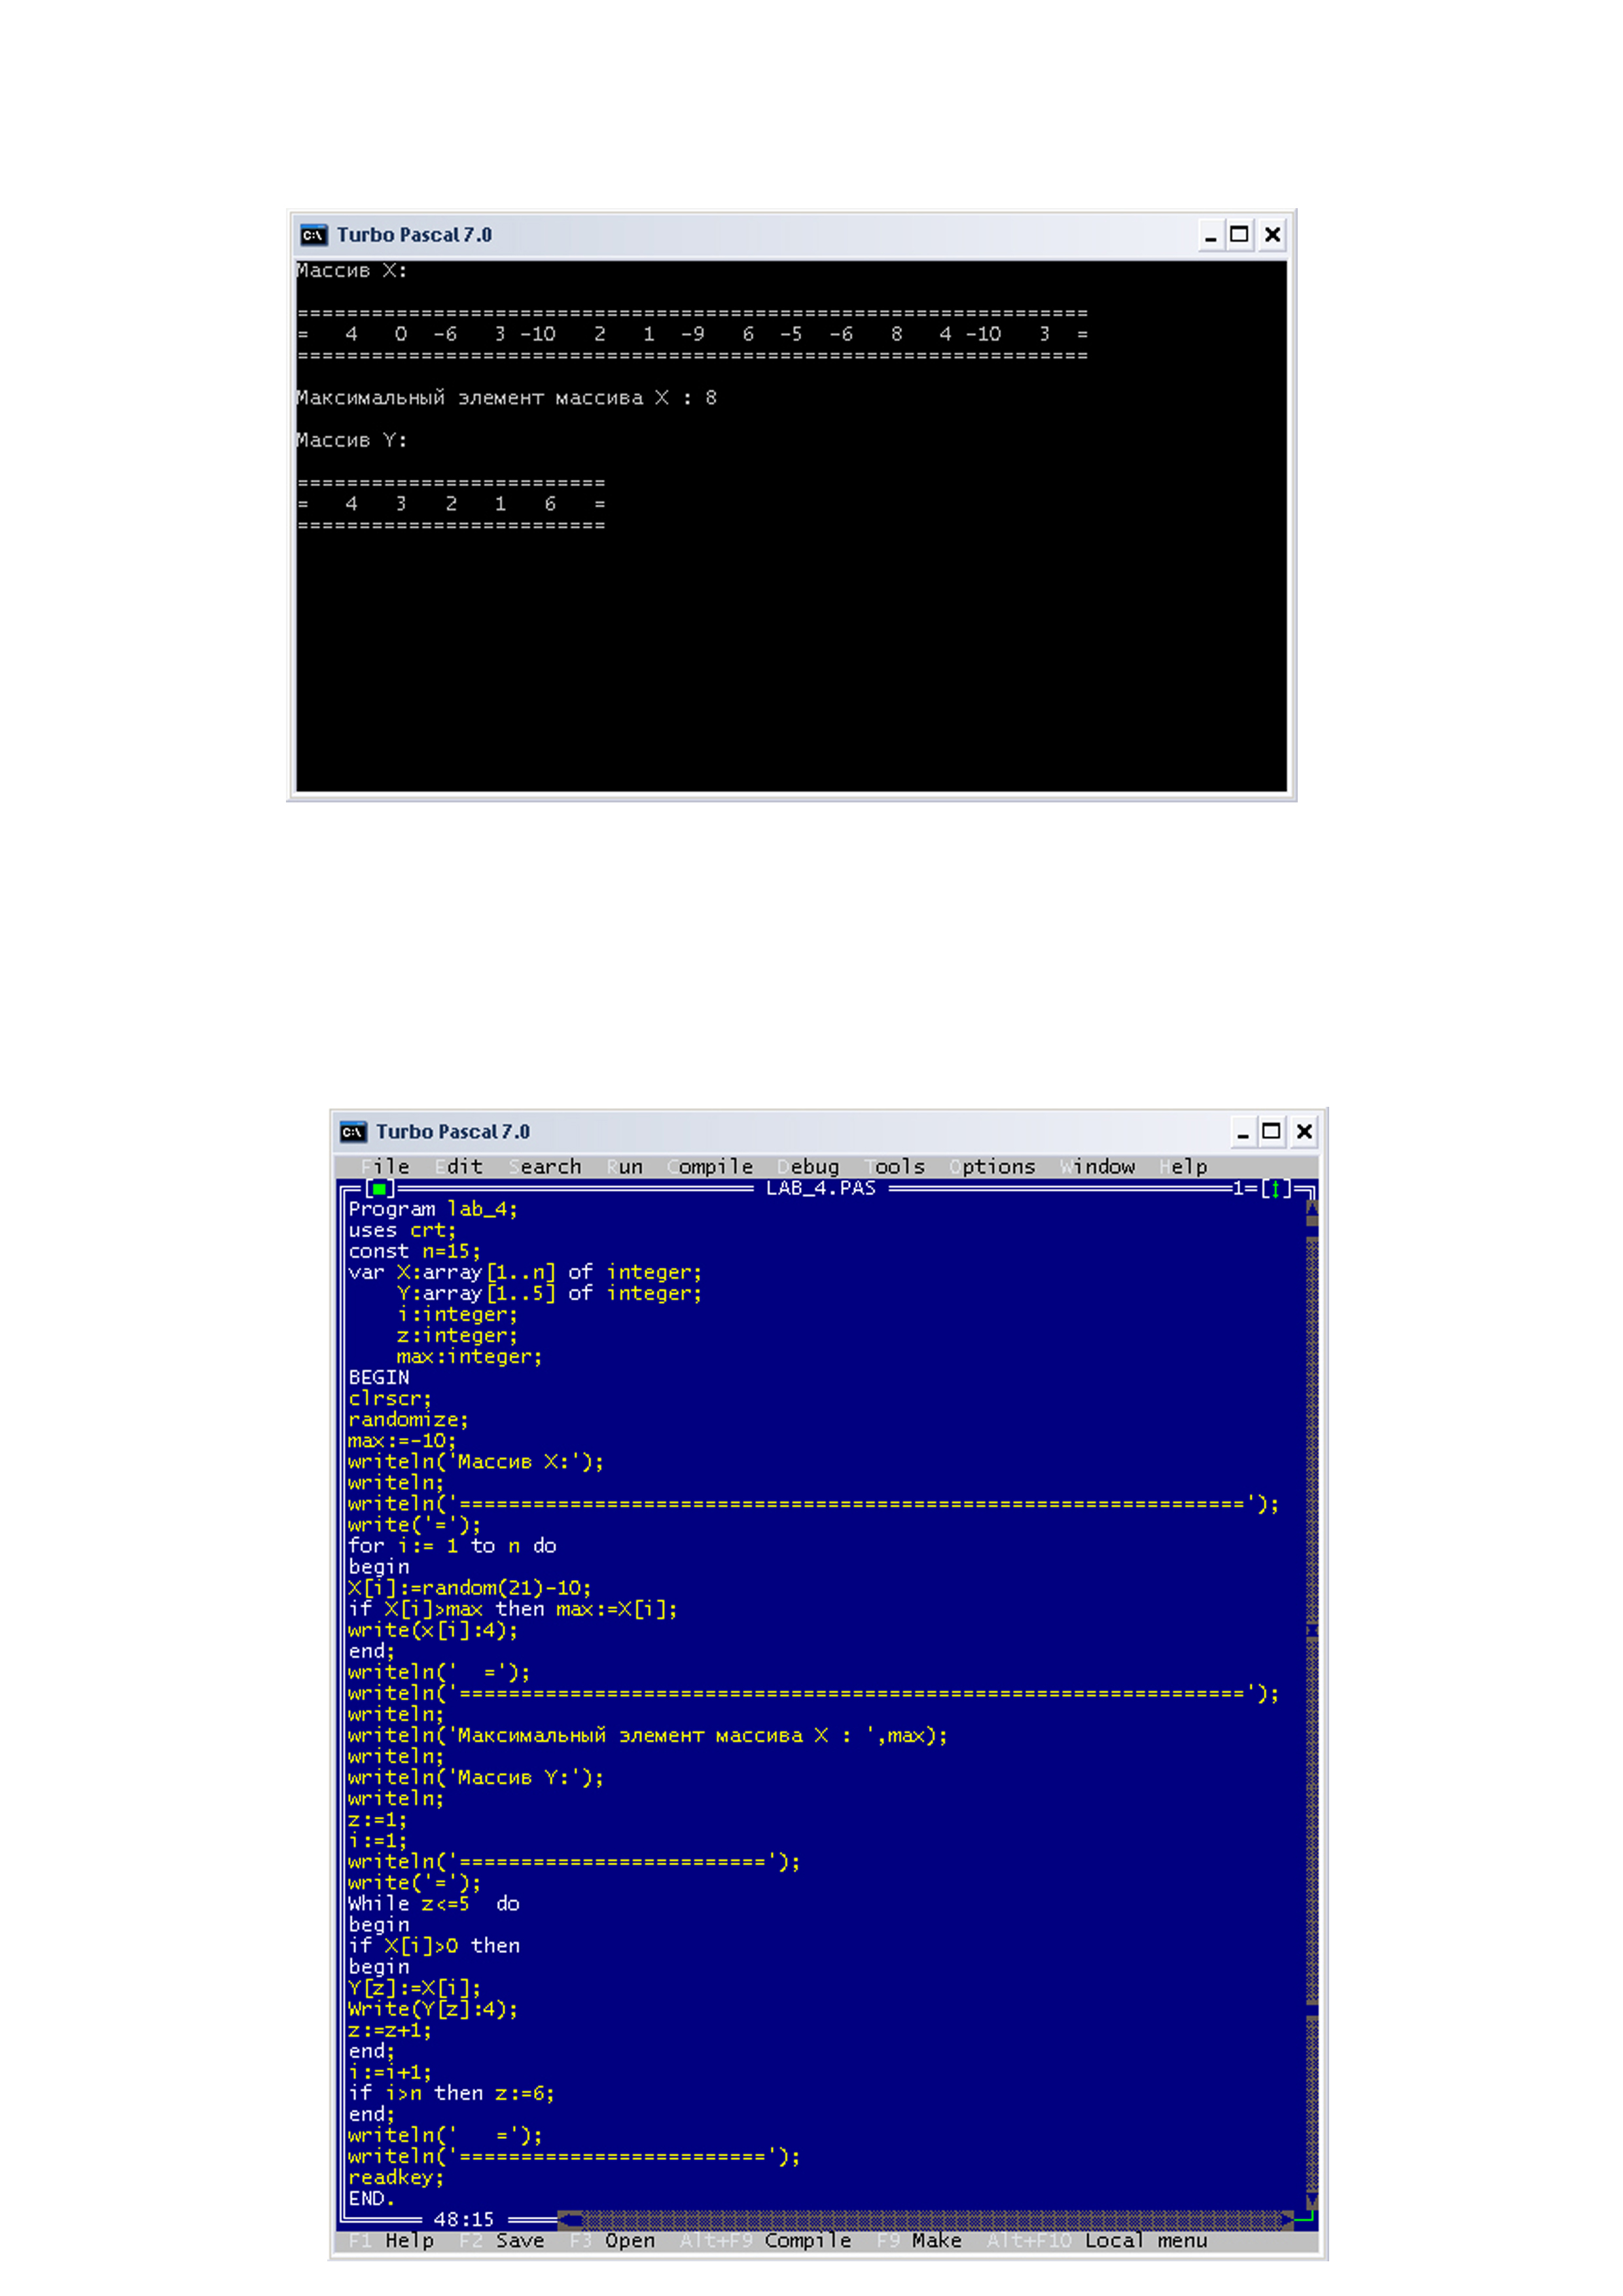 Turbo Pascal 7.0
Массив X:
================================================================
=   4   0  -6   3 -10   2   1  -9   6  -5  -6   8   4 -10   3  =
================================================================
Максимальный элемент массива X : 8
Массив Y:
=========================
=   4   3   2   1   6   =
=========================
Turbo Pascal 7.0
File Edit Search Run Compile Debug Tools Options Window Help
LAB_4.PAS 1=[↕]
Program lab_4;
uses crt;
const n=15;
var X:array[1..n] of integer;
    Y:array[1..5] of integer;
    i:integer;
    z:integer;
    max:integer;
BEGIN
clrscr;
randomize;
max:=-10;
writeln('Массив X:');
writeln;
writeln('================================================================');
write('=');
for i:= 1 to n do
begin
X[i]:=random(21)-10;
if X[i]>max then max:=X[i];
write(x[i]:4);
end;
writeln('  =');
writeln('================================================================');
writeln;
writeln('Максимальный элемент массива X : ',max);
writeln;
writeln('Массив Y:');
writeln;
z:=1;
i:=1;
writeln('=========================');
write('=');
While z<=5  do
begin
if X[i]>0 then
begin
Y[z]:=X[i];
Write(Y[z]:4);
z:=z+1;
end;
i:=i+1;
if i>n then z:=6;
end;
writeln('   =');
writeln('=========================');
readkey;
END.
48:15
F1 Help F2 Save F3 Open Alt+F9 Compile F9 Make Alt+F10 Local menu